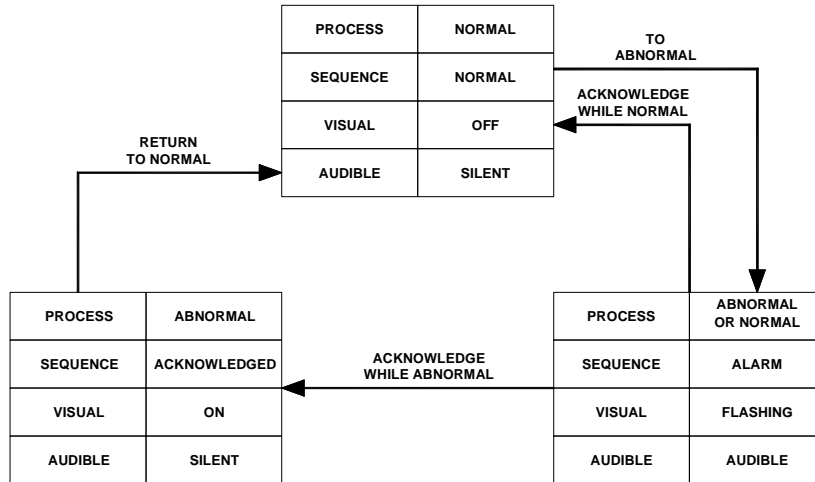 PROCESS NORMAL
SEQUENCE NORMAL
VISUAL OFF
AUDIBLE SILENT
TO
ABNORMAL
ACKNOWLEDGE
WHILE NORMAL
RETURN
TO NORMAL
PROCESS ABNORMAL
SEQUENCE ACKNOWLEDGED
VISUAL ON
AUDIBLE SILENT
ACKNOWLEDGE
WHILE ABNORMAL
PROCESS ABNORMAL
OR NORMAL
SEQUENCE ALARM
VISUAL FLASHING
AUDIBLE AUDIBLE